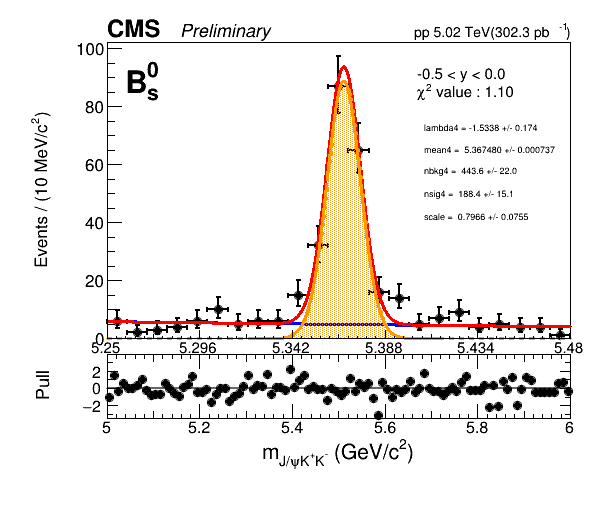 CMS Preliminary pp 5.02 TeV(302.3 pb⁻¹)
100
B⁰ₛ
-0.5 < y < 0.0
χ² value : 1.10
80
lambda4 = -1.5338 +/- 0.174
mean4 = 5.367480 +/- 0.000737
60
nbkg4 = 443.6 +/- 22.0
nsig4 = 188.4 +/- 15.1
scale = 0.7966 +/- 0.0755
40
20
0
Events / (10 MeV/c²)
5.25 5.296 5.342 5.388 5.434 5.48
2
0
−2
Pull
5 5.2 5.4 5.6 5.8 6
m_J/ψK⁺K⁻ (GeV/c²)